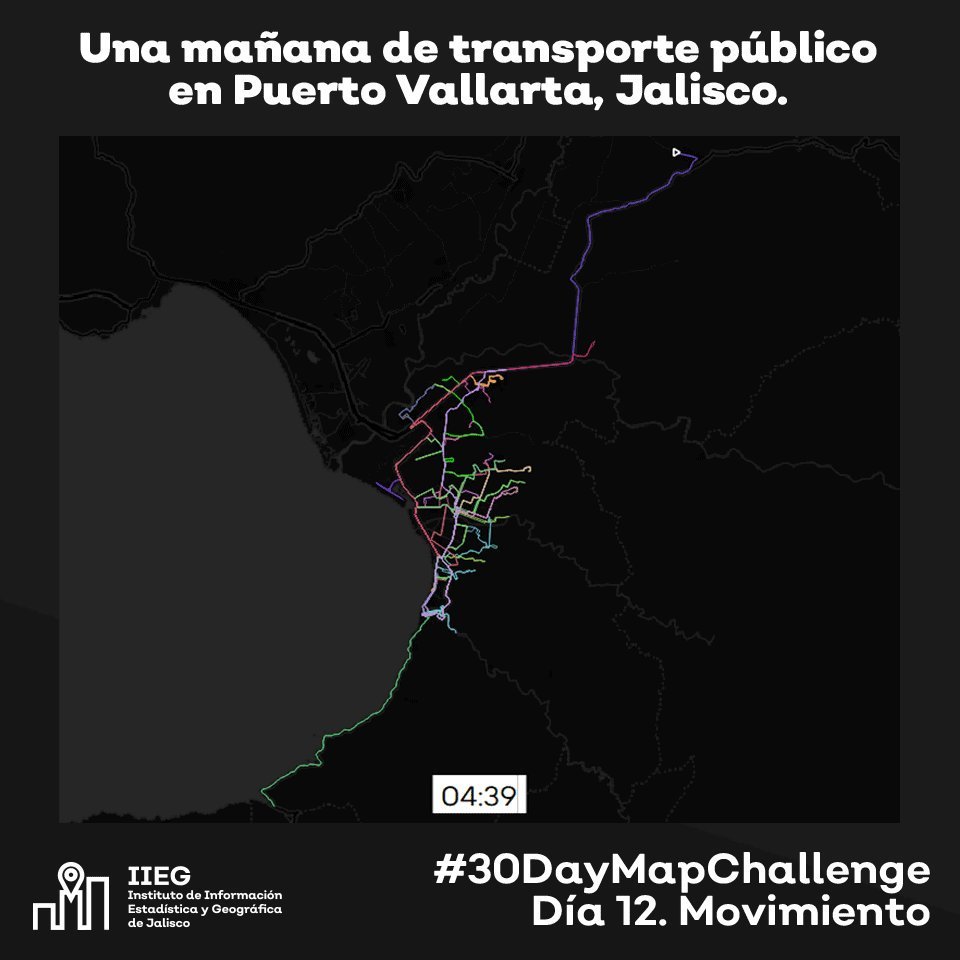 Una mañana de transporte público
en Puerto Vallarta, Jalisco.
04:39
IIEG
Instituto de Información
Estadística y Geográfica
de Jalisco
#30DayMapChallenge
Día 12. Movimiento